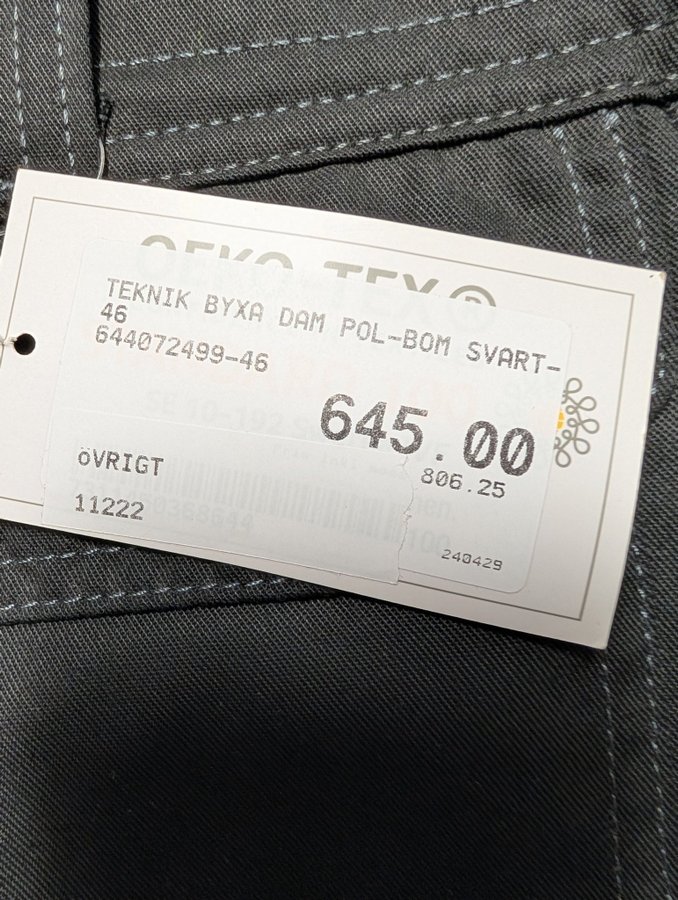 OEKO-TEX®
TEKNIK BYXA DAM POL-BOM SVART-
46
644072499-46
645.00
806.25
öVRIGT
11222
240429